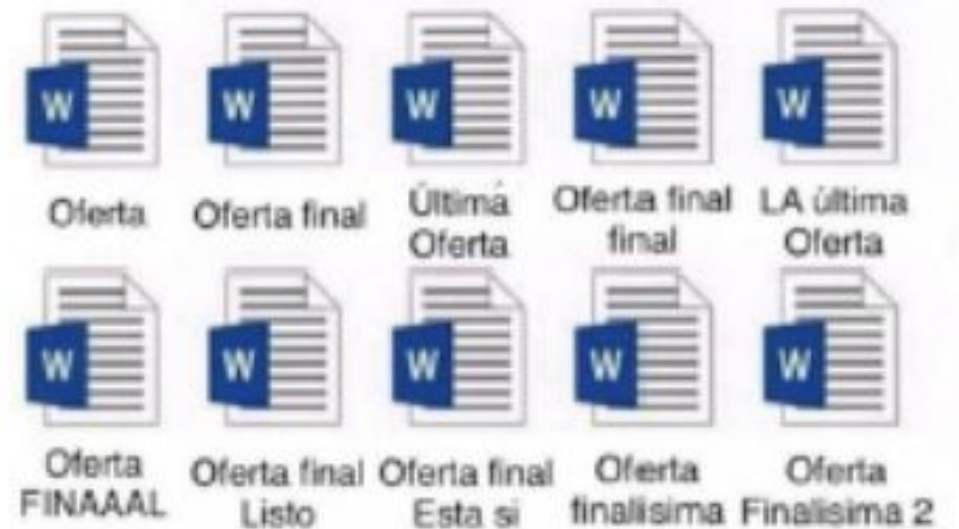 W W W W W
Oferta
Oferta final
Última
Oferta
Oferta final
final
LA última
Oferta
W W W W W
Oferta
FINAAAL
Oferta final
Listo
Oferta final
Esta si
Oferta
finalisima
Oferta
Finalisima 2